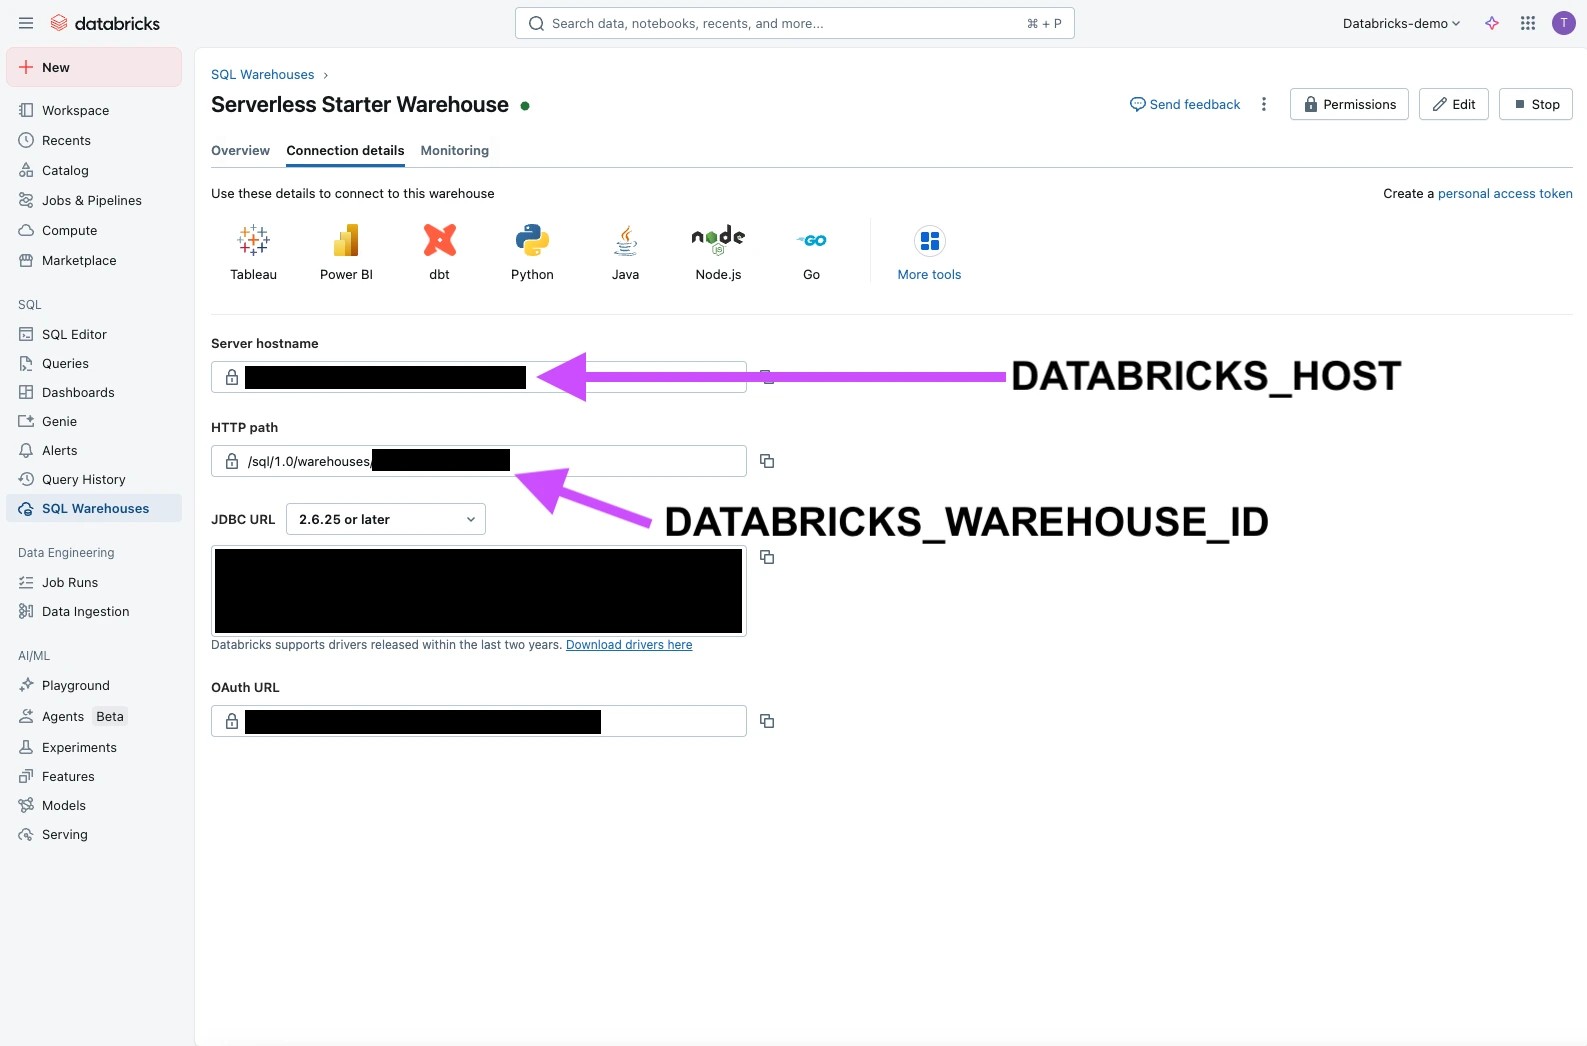 databricks
Search data, notebooks, recents, and more...
⌘ + P
Databricks-demo
T
New
Workspace
Recents
Catalog
Jobs & Pipelines
Compute
Marketplace
SQL
SQL Editor
Queries
Dashboards
Genie
Alerts
Query History
SQL Warehouses
Data Engineering
Job Runs
Data Ingestion
AI/ML
Playground
Agents Beta
Experiments
Features
Models
Serving
SQL Warehouses ›
Serverless Starter Warehouse
Send feedback
Permissions
Edit
Stop
Overview
Connection details
Monitoring
Use these details to connect to this warehouse
Create a personal access token
Tableau
Power BI
dbt
Python
Java
node
JS
Node.js
GO
Go
More tools
Server hostname
DATABRICKS_HOST
HTTP path
/sql/1.0/warehouses/
DATABRICKS_WAREHOUSE_ID
JDBC URL
2.6.25 or later
Databricks supports drivers released within the last two years. Download drivers here
OAuth URL